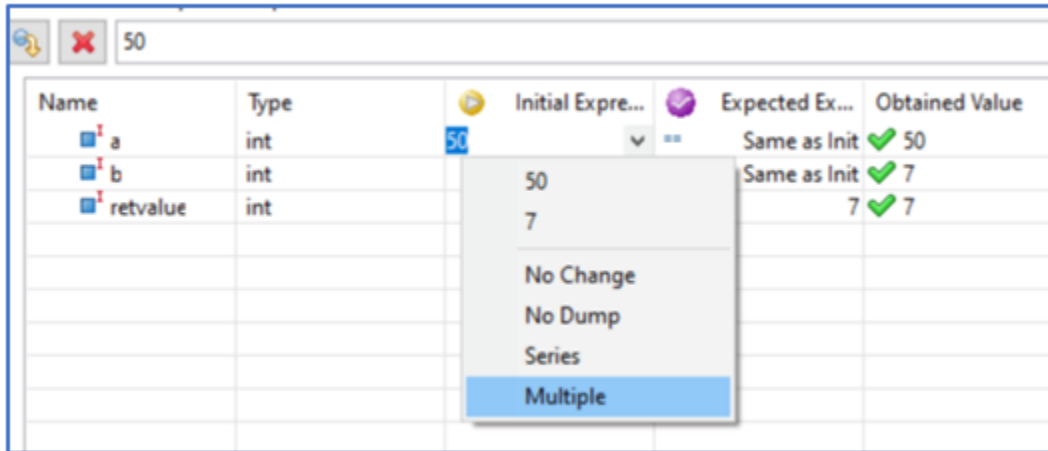 50
Name Type Initial Expre... Expected Ex... Obtained Value
a int 50 == Same as Init 50
b int Same as Init 7
retvalue int 7 7
50
7
No Change
No Dump
Series
Multiple